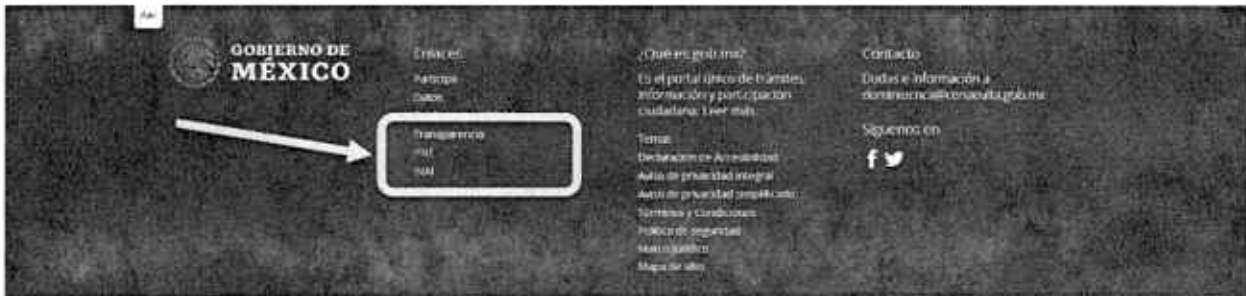 GOBIERNO DE
MÉXICO
Enlaces
Participa
Datos
Transparencia
PNT
INAI
¿Qué es gob.mx?
Es el portal único de trámites,
información y participación
ciudadana. Leer más
Temas
Declaración de Accesibilidad
Aviso de privacidad integral
Aviso de privacidad simplificado
Términos y Condiciones
Política de seguridad
Marco Jurídico
Mapa de sitio
Contacto
Dudas e información a
Síguenos en